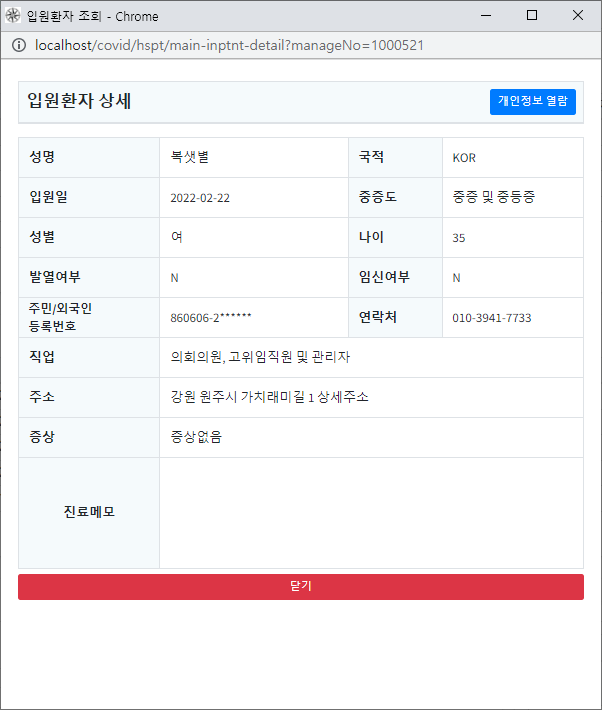 입원환자 조회 - Chrome
localhost/covid/hspt/main-inptnt-detail?manageNo=1000521
입원환자 상세 개인정보 열람
성명 복샛별 국적 KOR
입원일 2022-02-22 중증도 중증 및 중등증
성별 여 나이 35
발열여부 N 임신여부 N
주민/외국인
등록번호 860606-2****** 연락처 010-3941-7733
직업 의회의원, 고위임직원 및 관리자
주소 강원 원주시 가치래미길 1 상세주소
증상 증상없음
진료메모
닫기